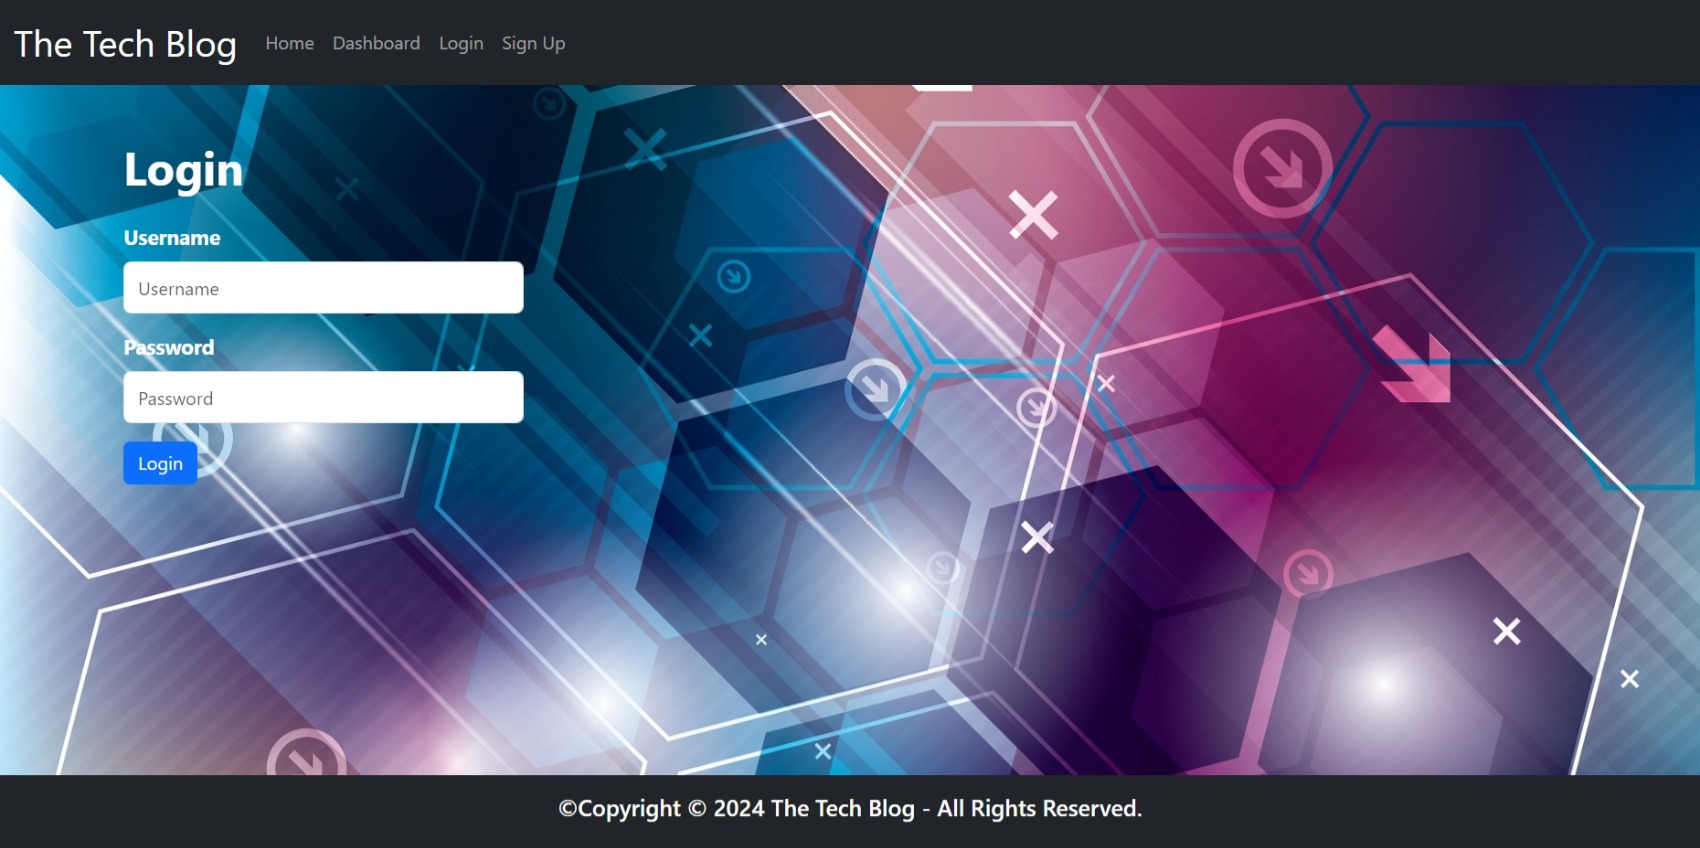 The Tech Blog Home Dashboard Login Sign Up
Login
Username
Username
Password
Password
Login
©Copyright © 2024 The Tech Blog - All Rights Reserved.